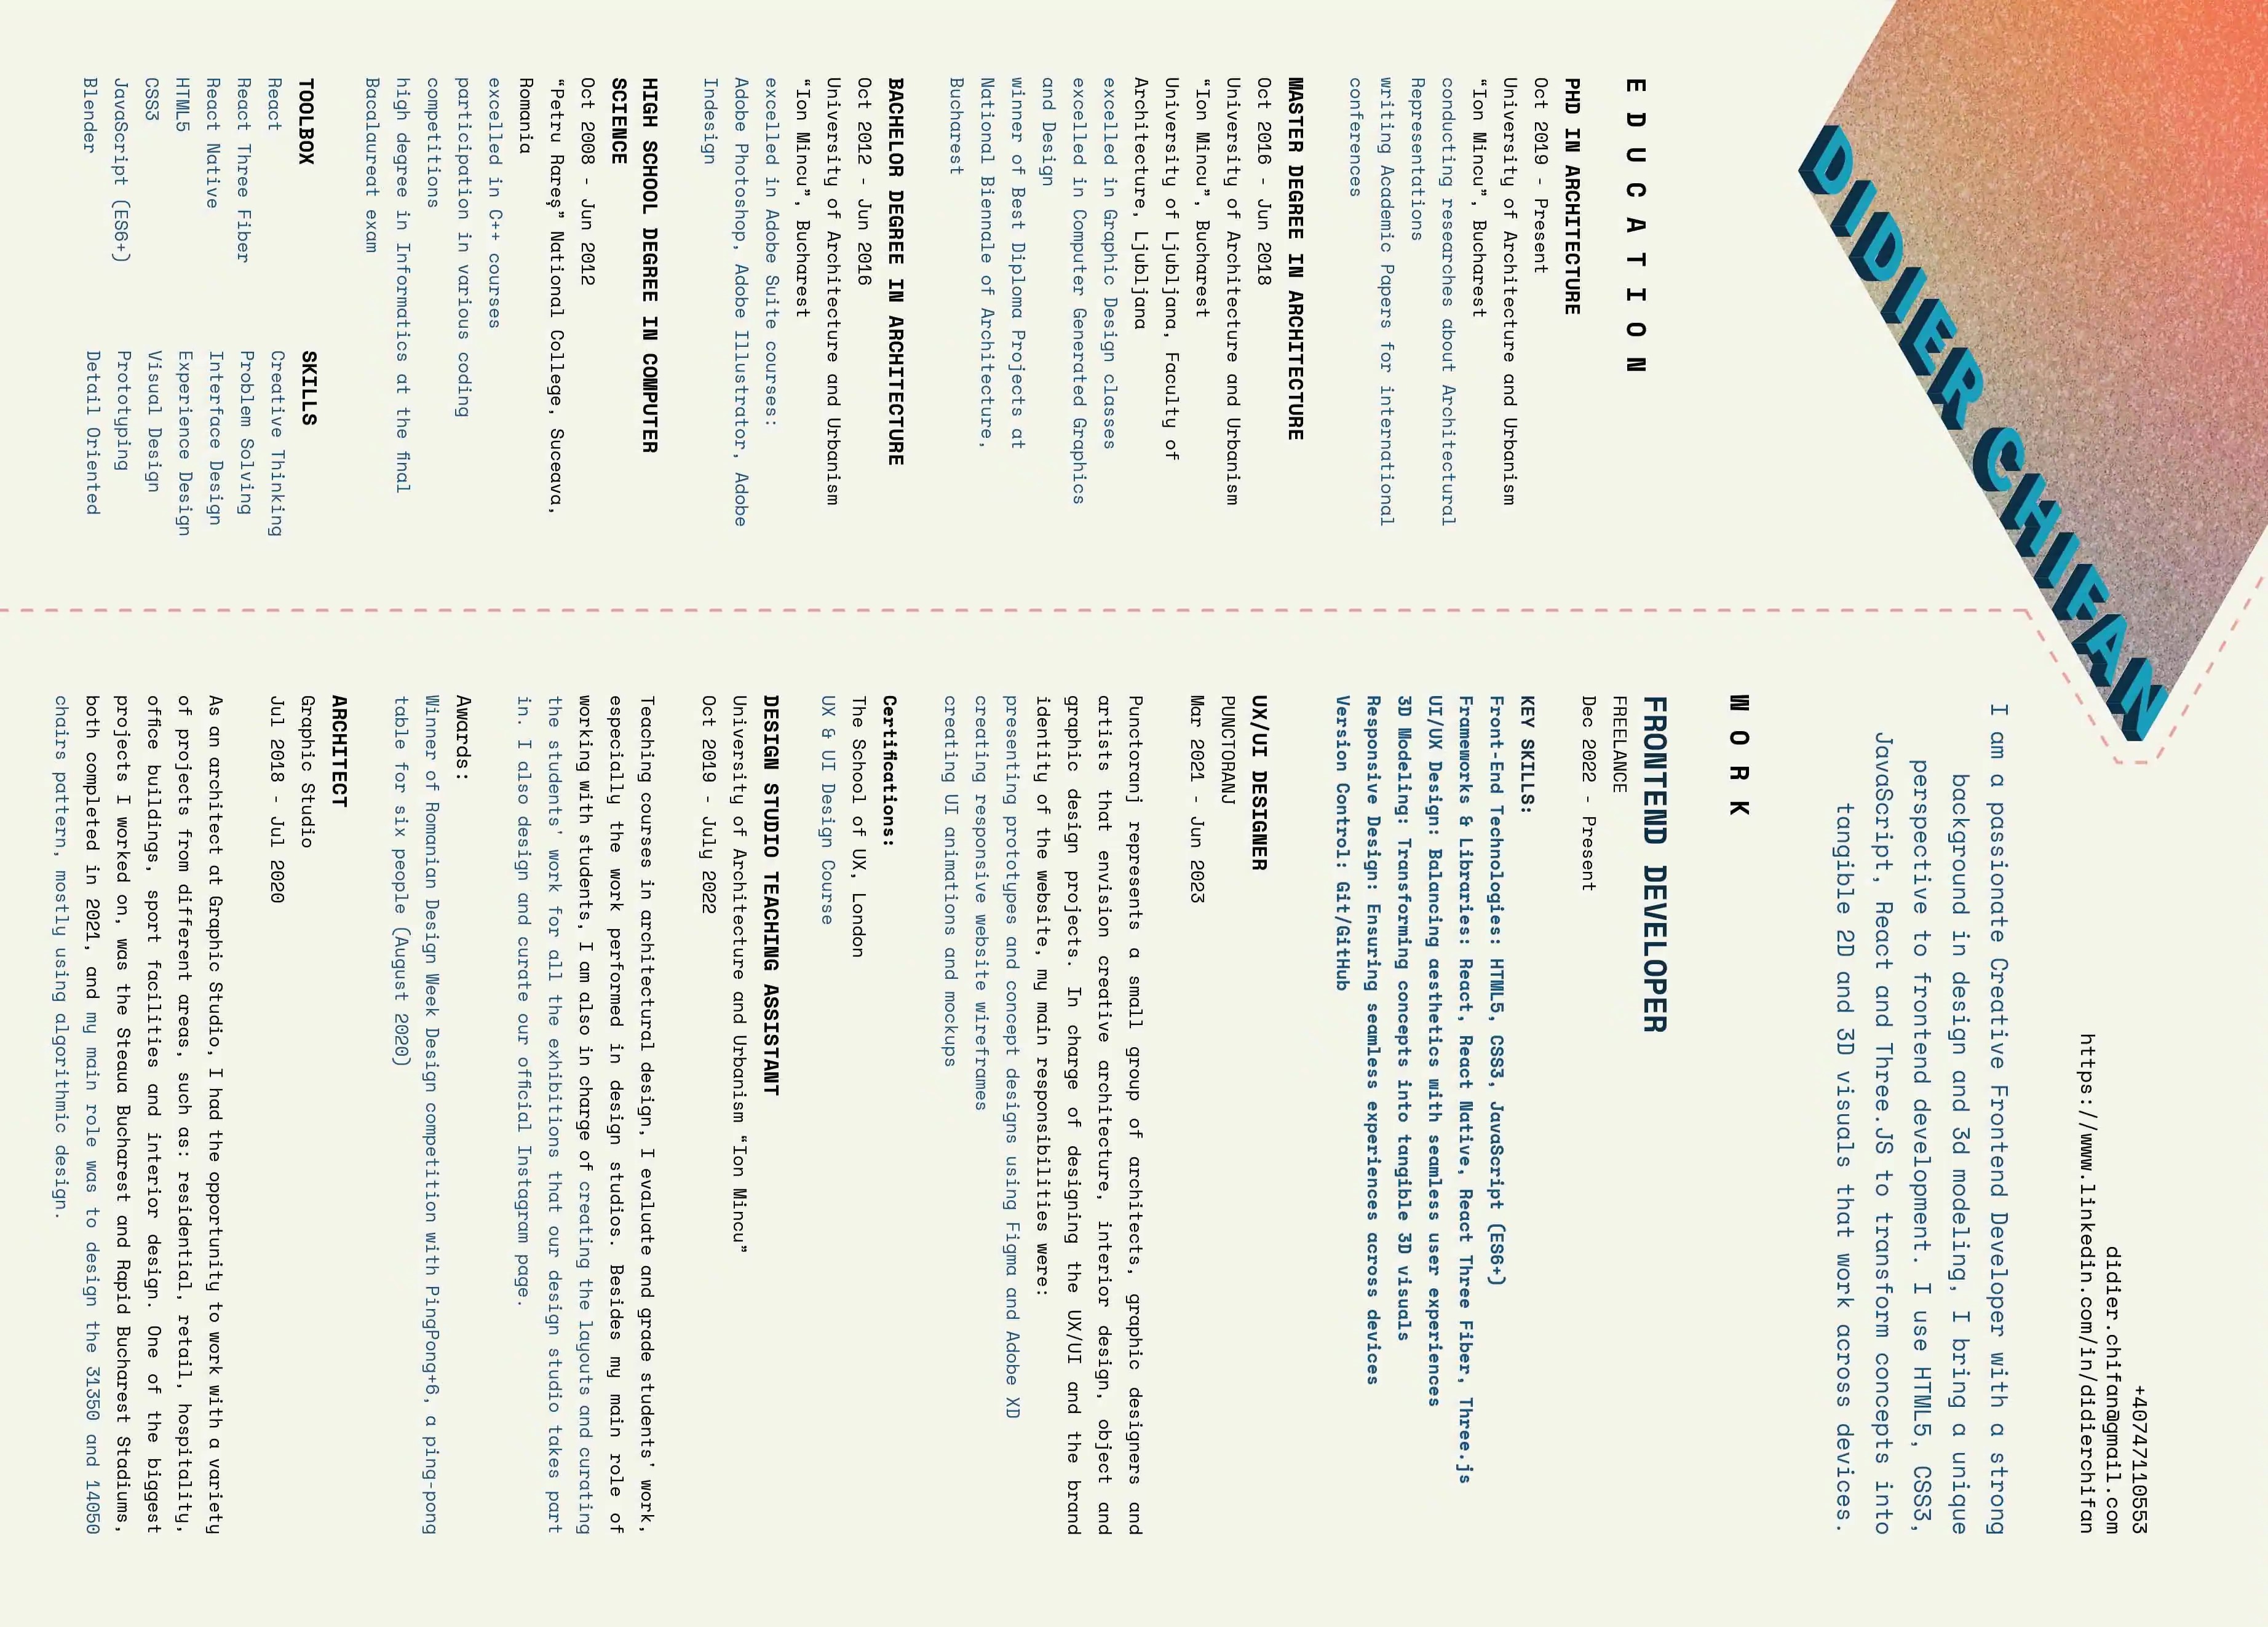 DIDIER CHIFAN
+40747110553
didier.chifan@gmail.com
https://www.linkedin.com/in/didierchifan
I am a passionate Creative Frontend Developer with a strong
background in design and 3d modeling, I bring a unique
perspective to frontend development. I use HTML5, CSS3,
JavaScript, React and Three.JS to transform concepts into
tangible 2D and 3D visuals that work across devices.
EDUCATION
PHD IN ARCHITECTURE
Oct 2019 - Present
University of Architecture and Urbanism
“Ion Mincu”, Bucharest
conducting researches about Architectural
Representations
writing Academic Papers for international
conferences
MASTER DEGREE IN ARCHITECTURE
Oct 2016 - Jun 2018
University of Architecture and Urbanism
“Ion Mincu”, Bucharest
University of Ljubljana, Faculty of
Architecture, Ljubljana
excelled in Graphic Design classes
excelled in Computer Generated Graphics
and Design
winner of Best Diploma Projects at
National Biennale of Architecture,
Bucharest
BACHELOR DEGREE IN ARCHITECTURE
Oct 2012 - Jun 2016
University of Architecture and Urbanism
“Ion Mincu”, Bucharest
excelled in Adobe Suite courses:
Adobe Photoshop, Adobe Illustrator, Adobe
Indesign
HIGH SCHOOL DEGREE IN COMPUTER
SCIENCE
Oct 2008 - Jun 2012
“Petru Rareș” National College, Suceava,
Romania
excelled in C++ courses
participation in various coding
competitions
high degree in Informatics at the final
Bacalaureat exam
TOOLBOX
React
React Three Fiber
React Native
HTML5
CSS3
JavaScript (ES6+)
Blender
SKILLS
Creative Thinking
Problem Solving
Interface Design
Experience Design
Visual Design
Prototyping
Detail Oriented
WORK
FRONTEND DEVELOPER
FREELANCE
Dec 2022 - Present
KEY SKILLS:
Front-End Technologies: HTML5, CSS3, JavaScript (ES6+)
Frameworks & Libraries: React, React Native, React Three Fiber, Three.js
UI/UX Design: Balancing aesthetics with seamless user experiences
3D Modeling: Transforming concepts into tangible 3D visuals
Responsive Design: Ensuring seamless experiences across devices
Version Control: Git/GitHub
UX/UI DESIGNER
PUNCTORANJ
Mar 2021 - Jun 2023
Punctoranj represents a small group of architects, graphic designers and
artists that envision creative architecture, interior design, object and
graphic design projects. In charge of designing the UX/UI and the brand
identity of the website, my main responsibilities were:
presenting prototypes and concept designs using Figma and Adobe XD
creating responsive website wireframes
creating UI animations and mockups
Certifications:
The School of UX, London
UX & UI Design Course
DESIGN STUDIO TEACHING ASSISTANT
University of Architecture and Urbanism “Ion Mincu”
Oct 2019 - July 2022
Teaching courses in architectural design, I evaluate and grade students' work,
especially the work performed in design studios. Besides my main role of
working with students, I am also in charge of creating the layouts and curating
the students' work for all the exhibitions that our design studio takes part
in. I also design and curate our official Instagram page.
Awards:
Winner of Romanian Design Week Design competition with PingPong+6, a ping-pong
table for six people (August 2020)
ARCHITECT
Graphic Studio
Jul 2018 - Jul 2020
As an architect at Graphic Studio, I had the opportunity to work with a variety
of projects from different areas, such as: residential, retail, hospitality,
office buildings, sport facilities and interior design. One of the biggest
projects I worked on, was the Steaua Bucharest and Rapid Bucharest Stadiums,
both completed in 2021, and my main role was to design the 31350 and 14050
chairs pattern, mostly using algorithmic design.